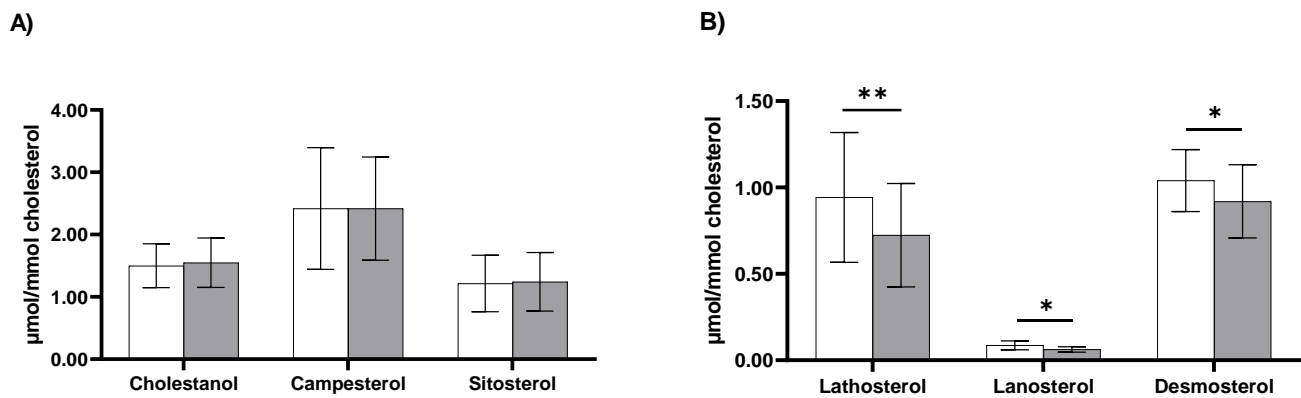 A)
µmol/mmol cholesterol
4.00
3.00
2.00
1.00
0.00
Cholestanol Campesterol Sitosterol
B)
µmol/mmol cholesterol
1.50
1.00
0.50
0.00
**
*
*
Lathosterol Lanosterol Desmosterol